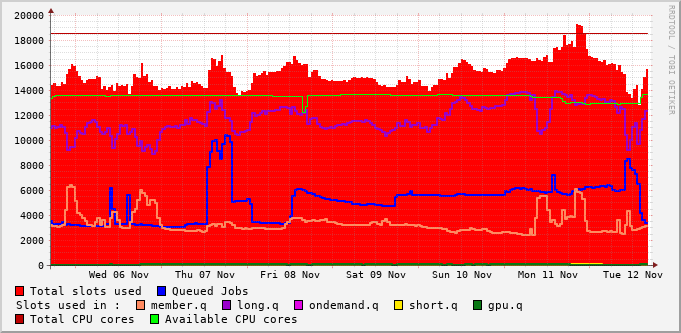 20000
18000
16000
14000
12000
10000
8000
6000
4000
2000
0
Wed 06 Nov Thu 07 Nov Fri 08 Nov Sat 09 Nov Sun 10 Nov Mon 11 Nov Tue 12 Nov
Total slots used Queued Jobs
Slots used in : member.q long.q ondemand.q short.q gpu.q
Total CPU cores Available CPU cores
RRDTOOL / TOBI OETIKER